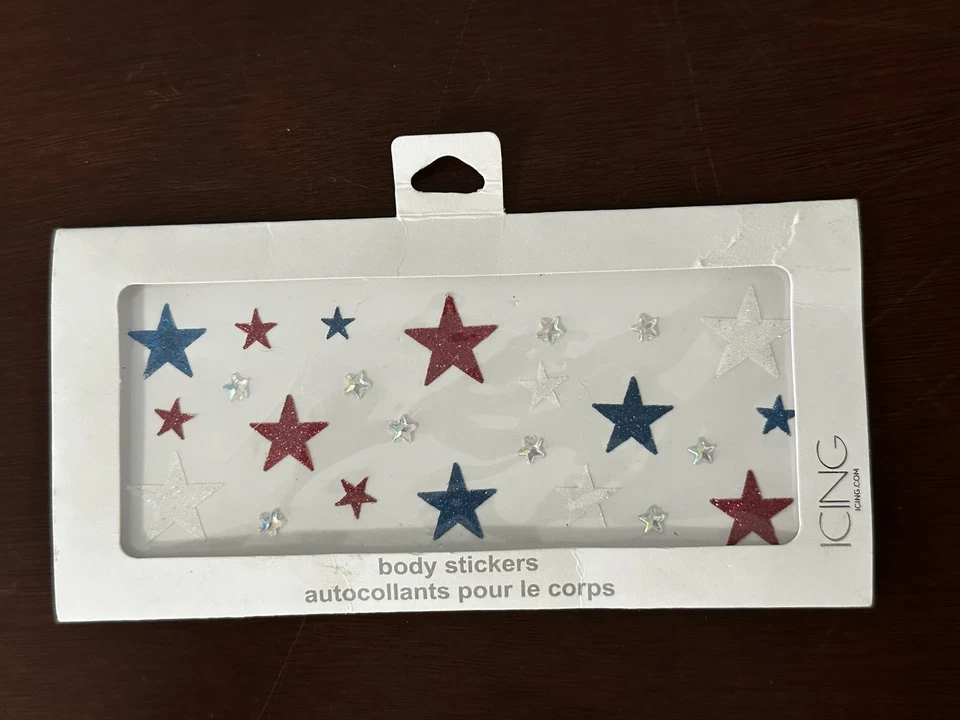 body stickers
autocollants pour le corps
ICING
ICING.COM